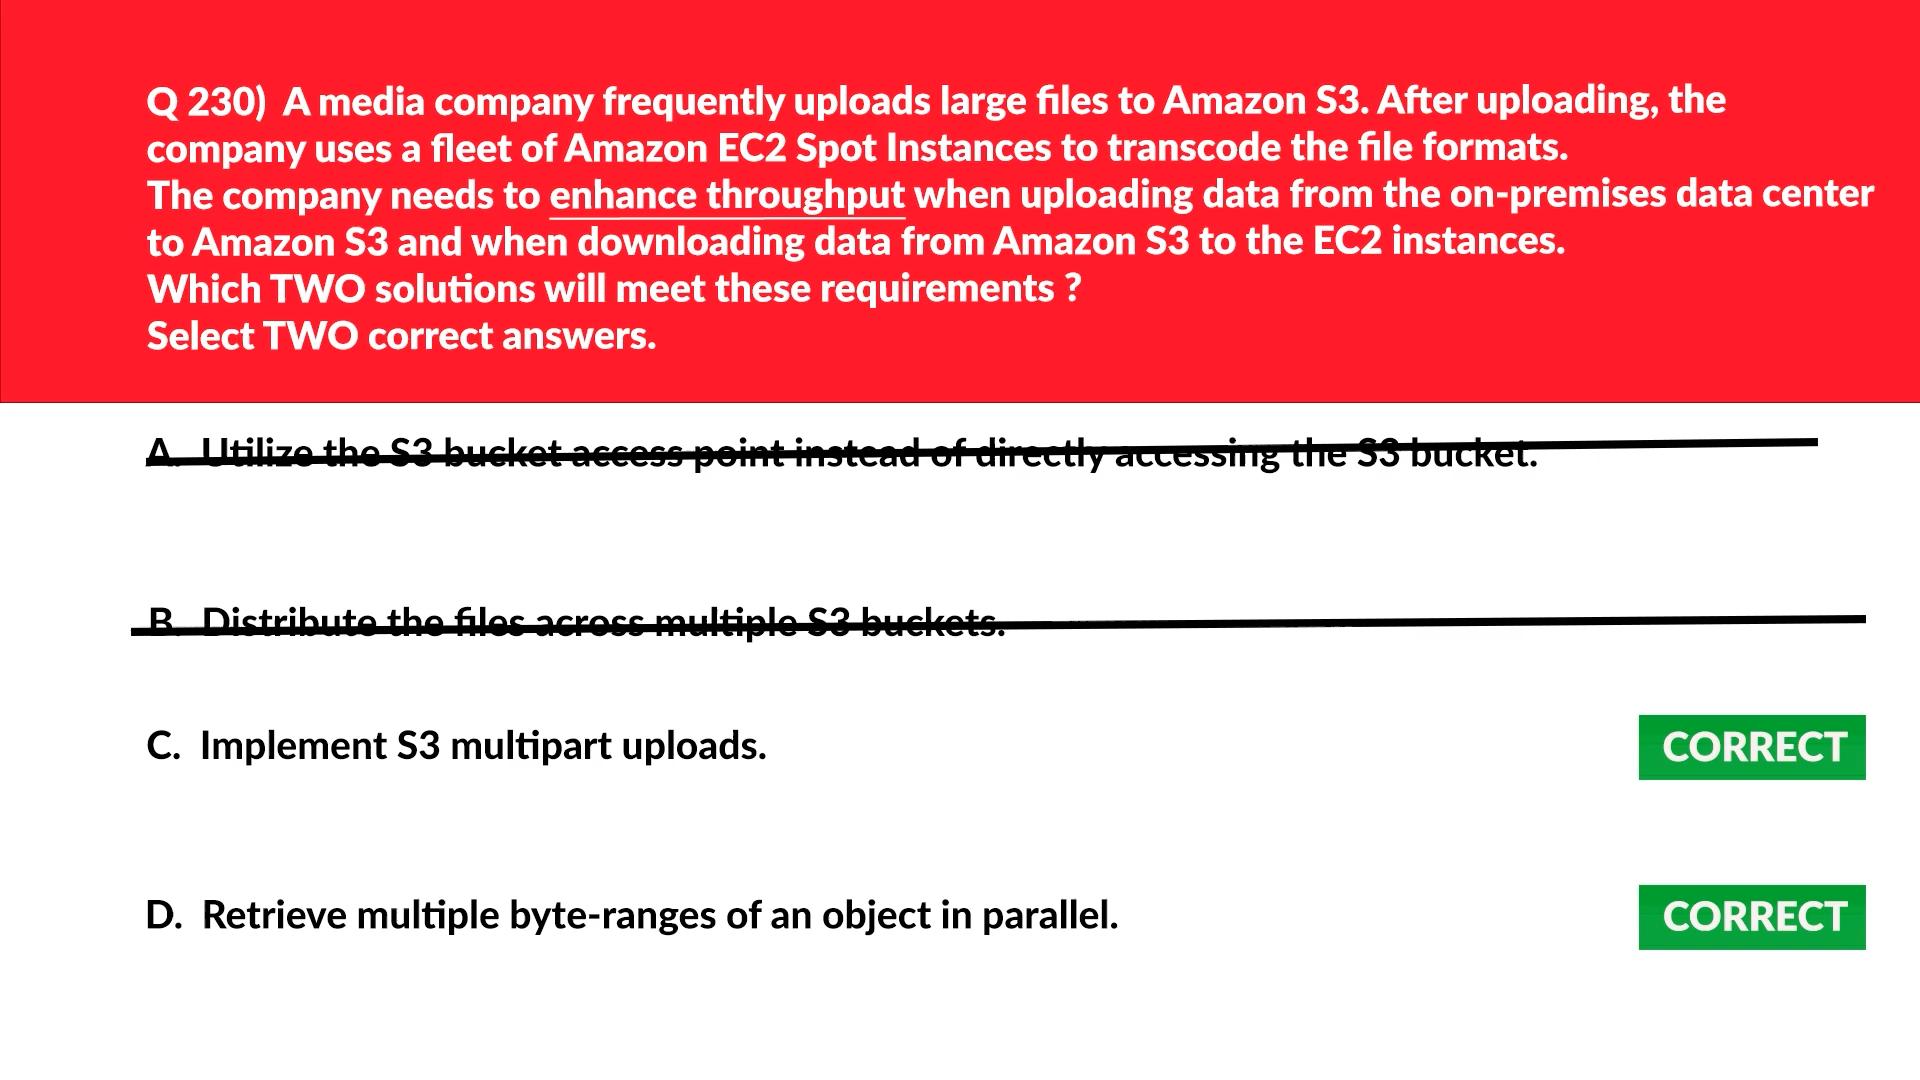 Q 230) A media company frequently uploads large files to Amazon S3. After uploading, the
company uses a fleet of Amazon EC2 Spot Instances to transcode the file formats.
The company needs to enhance throughput when uploading data from the on-premises data center
to Amazon S3 and when downloading data from Amazon S3 to the EC2 instances.
Which TWO solutions will meet these requirements ?
Select TWO correct answers.
A. Utilize the S3 bucket access point instead of directly accessing the S3 bucket.
B. Distribute the files across multiple S3 buckets.
C. Implement S3 multipart uploads.
CORRECT
D. Retrieve multiple byte-ranges of an object in parallel.
CORRECT